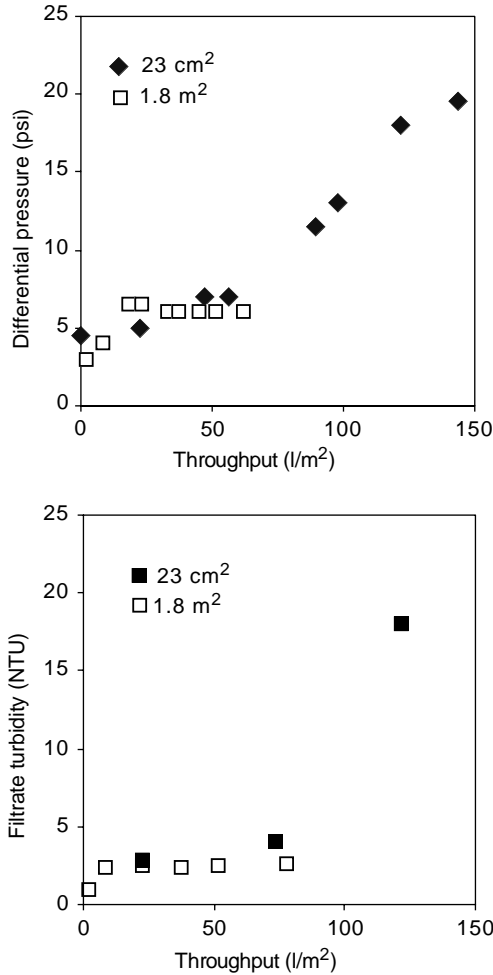 25
20
15
10
5
0
Differential pressure (psi)
23 cm²
1.8 m²
0 50 100 150
Throughput (l/m²)
25
20
15
10
5
0
Filtrate turbidity (NTU)
23 cm²
1.8 m²
0 50 100 150
Throughput (l/m²)